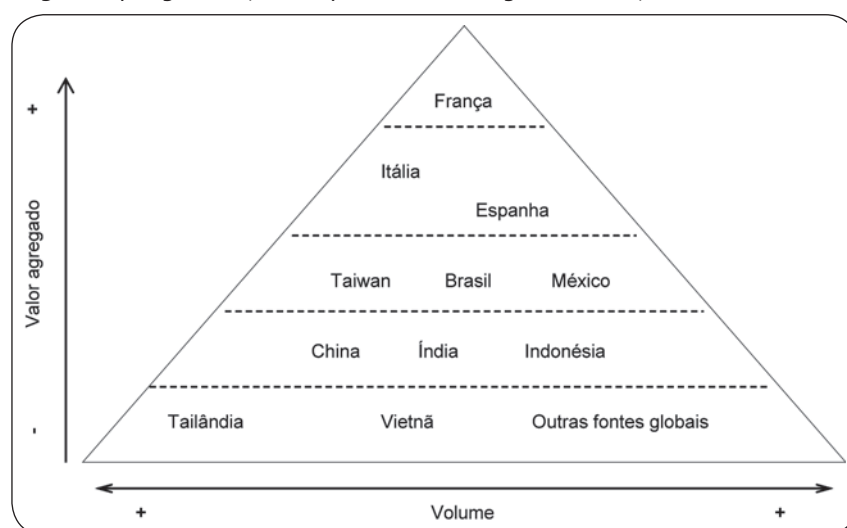 +
França
Itália
Espanha
Valor agregado
Taiwan Brasil México
China Índia Indonésia
Tailândia Vietnã Outras fontes globais
-
+ Volume +